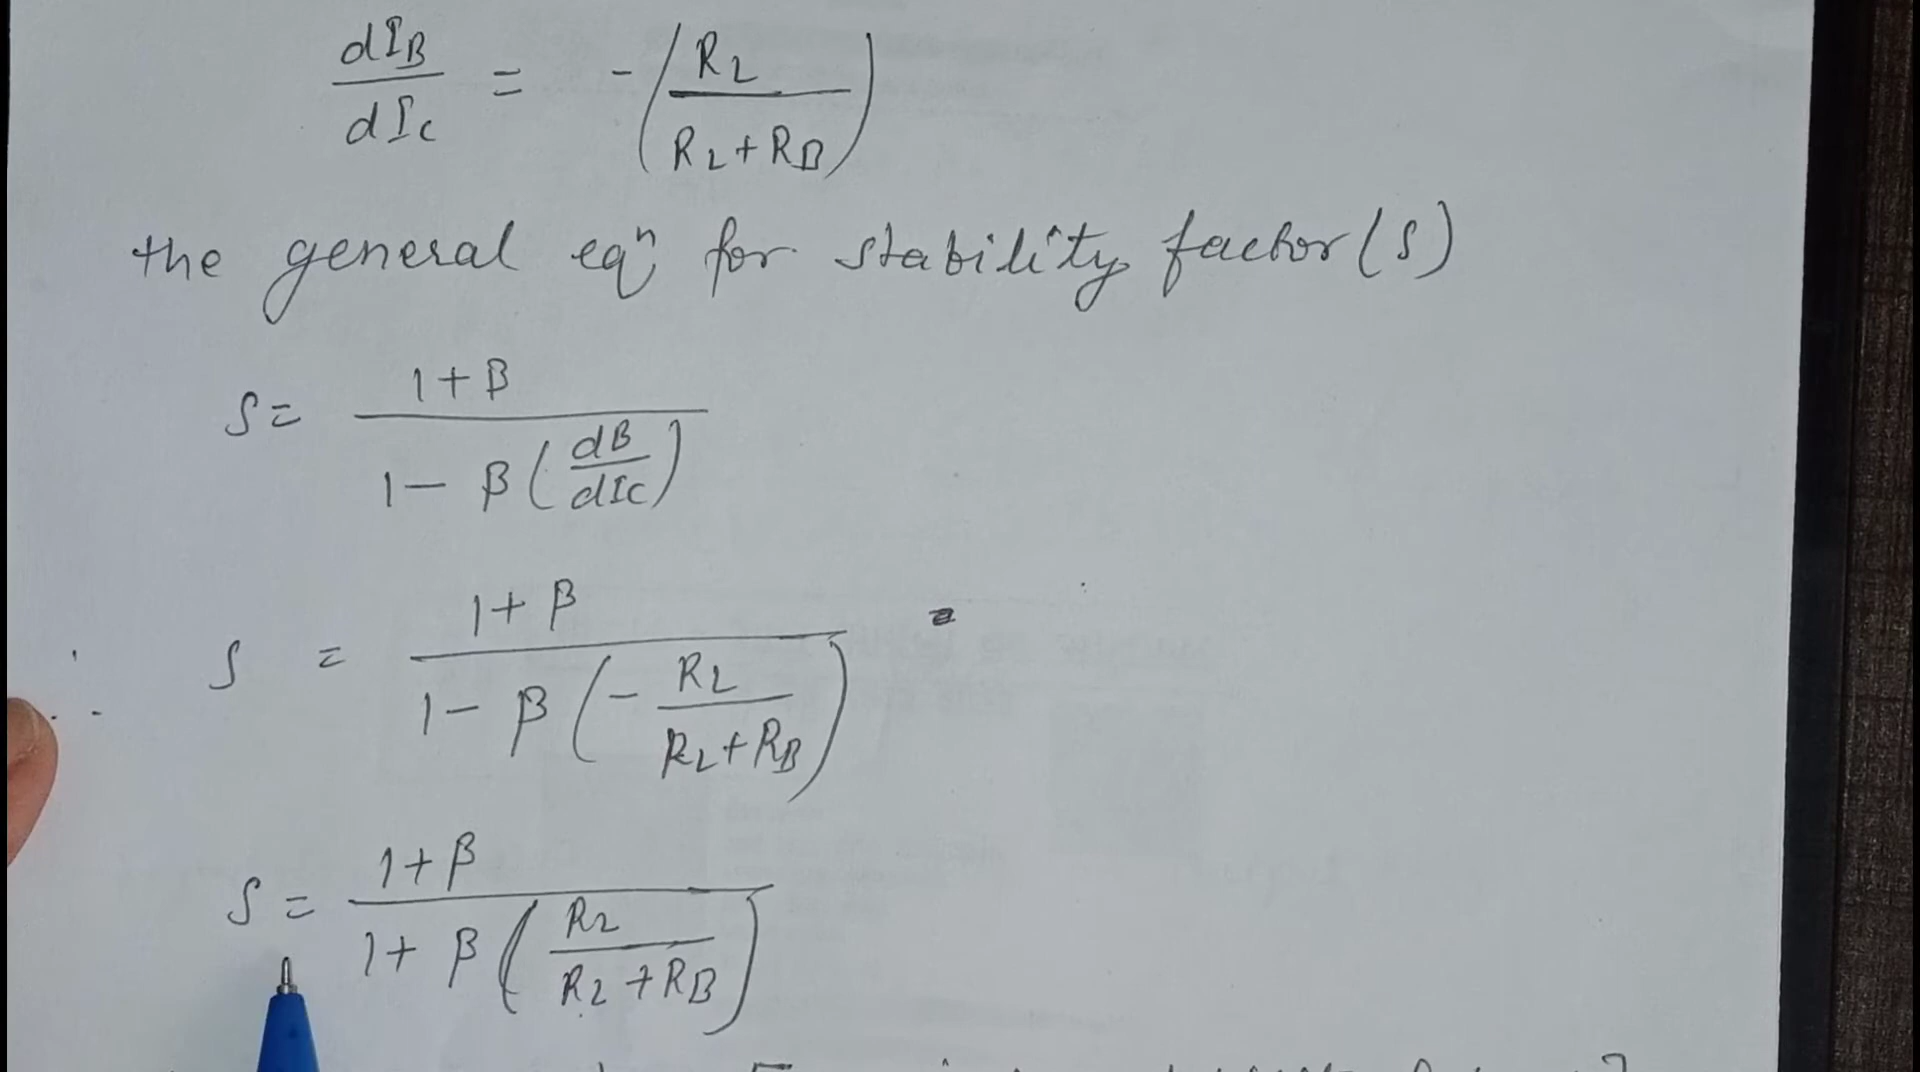 dI_B/dI_C = -(R_L/(R_L+R_B))
the general eqⁿ for stability factor (S)
S = (1+β)/(1-β(dB/dIc))
∴ S = (1+β)/(1-β(-R_L/(R_L+R_B))) =
S = (1+β)/(1+β(R_L/(R_L+R_B)))